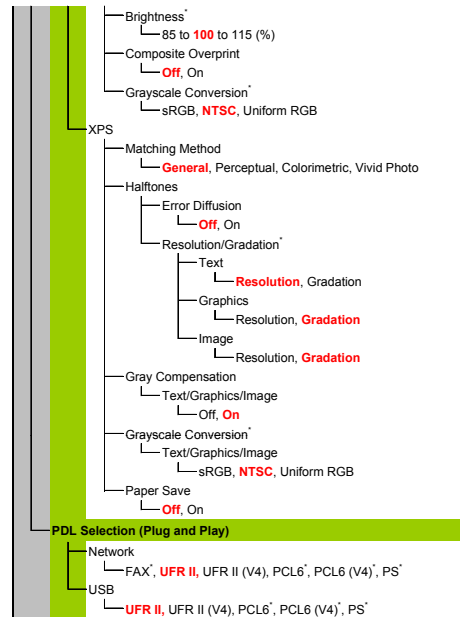 Brightness*
85 to 100 to 115 (%)
Composite Overprint
Off, On
Grayscale Conversion*
sRGB, NTSC, Uniform RGB
XPS
Matching Method
General, Perceptual, Colorimetric, Vivid Photo
Halftones
Error Diffusion
Off, On
Resolution/Gradation*
Text
Resolution, Gradation
Graphics
Resolution, Gradation
Image
Resolution, Gradation
Gray Compensation
Text/Graphics/Image
Off, On
Grayscale Conversion*
Text/Graphics/Image
sRGB, NTSC, Uniform RGB
Paper Save
Off, On
PDL Selection (Plug and Play)
Network
FAX*, UFR II, UFR II (V4), PCL6*, PCL6 (V4)*, PS*
USB
UFR II, UFR II (V4), PCL6*, PCL6 (V4)*, PS*